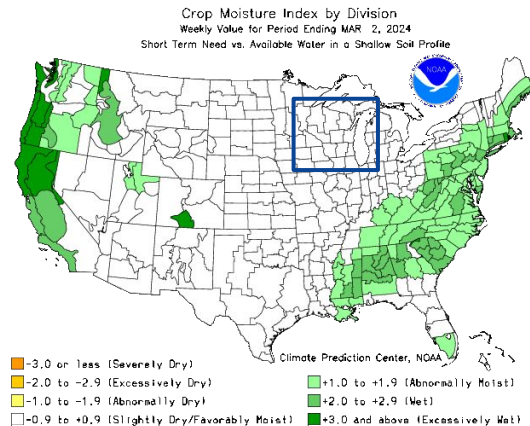 Crop Moisture Index by Division
Weekly Value for Period Ending MAR 2, 2024
Short Term Need vs. Available Water in a Shallow Soil Profile
NOAA
Climate Prediction Center, NOAA
-3.0 or less (Severely Dry)
-2.0 to -2.9 (Excessively Dry)
-1.0 to -1.9 (Abnormally Dry)
-0.9 to +0.9 (Slightly Dry/Favorably Moist)
+1.0 to +1.9 (Abnormally Moist)
+2.0 to +2.9 (Wet)
+3.0 and above (Excessively Wet)